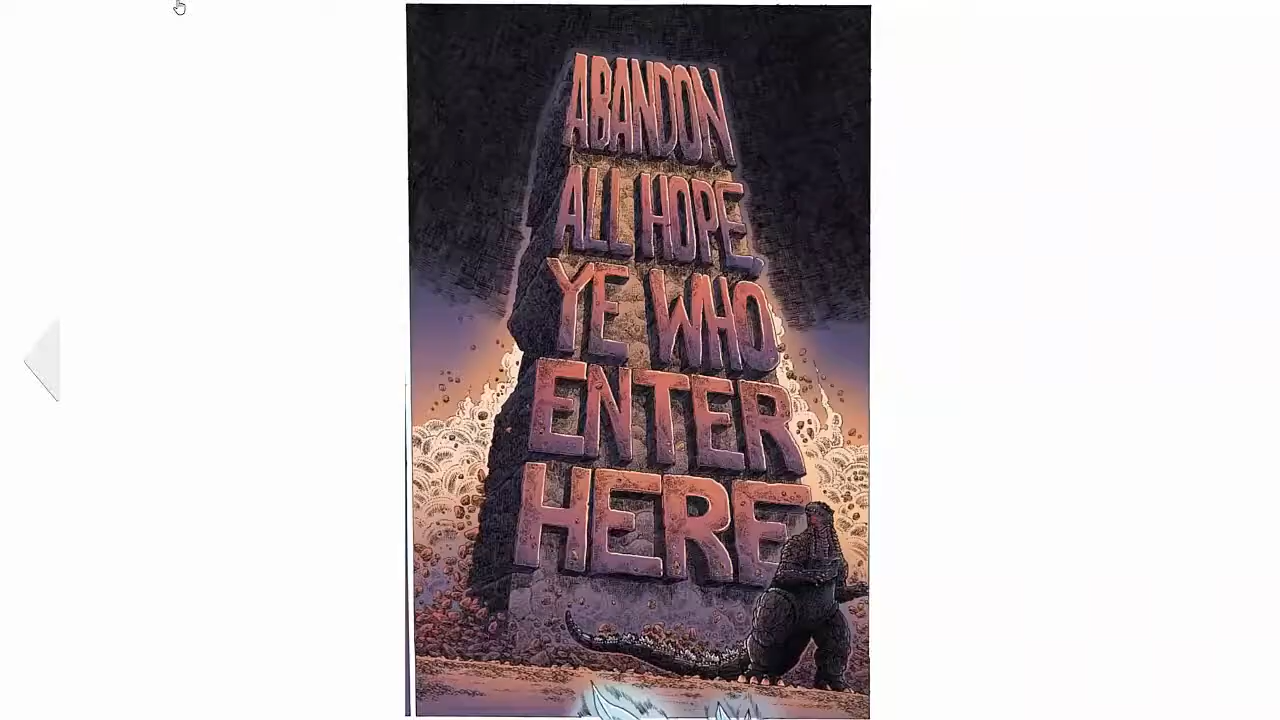 ABANDON
ALL HOPE,
YE WHO
ENTER
HERE